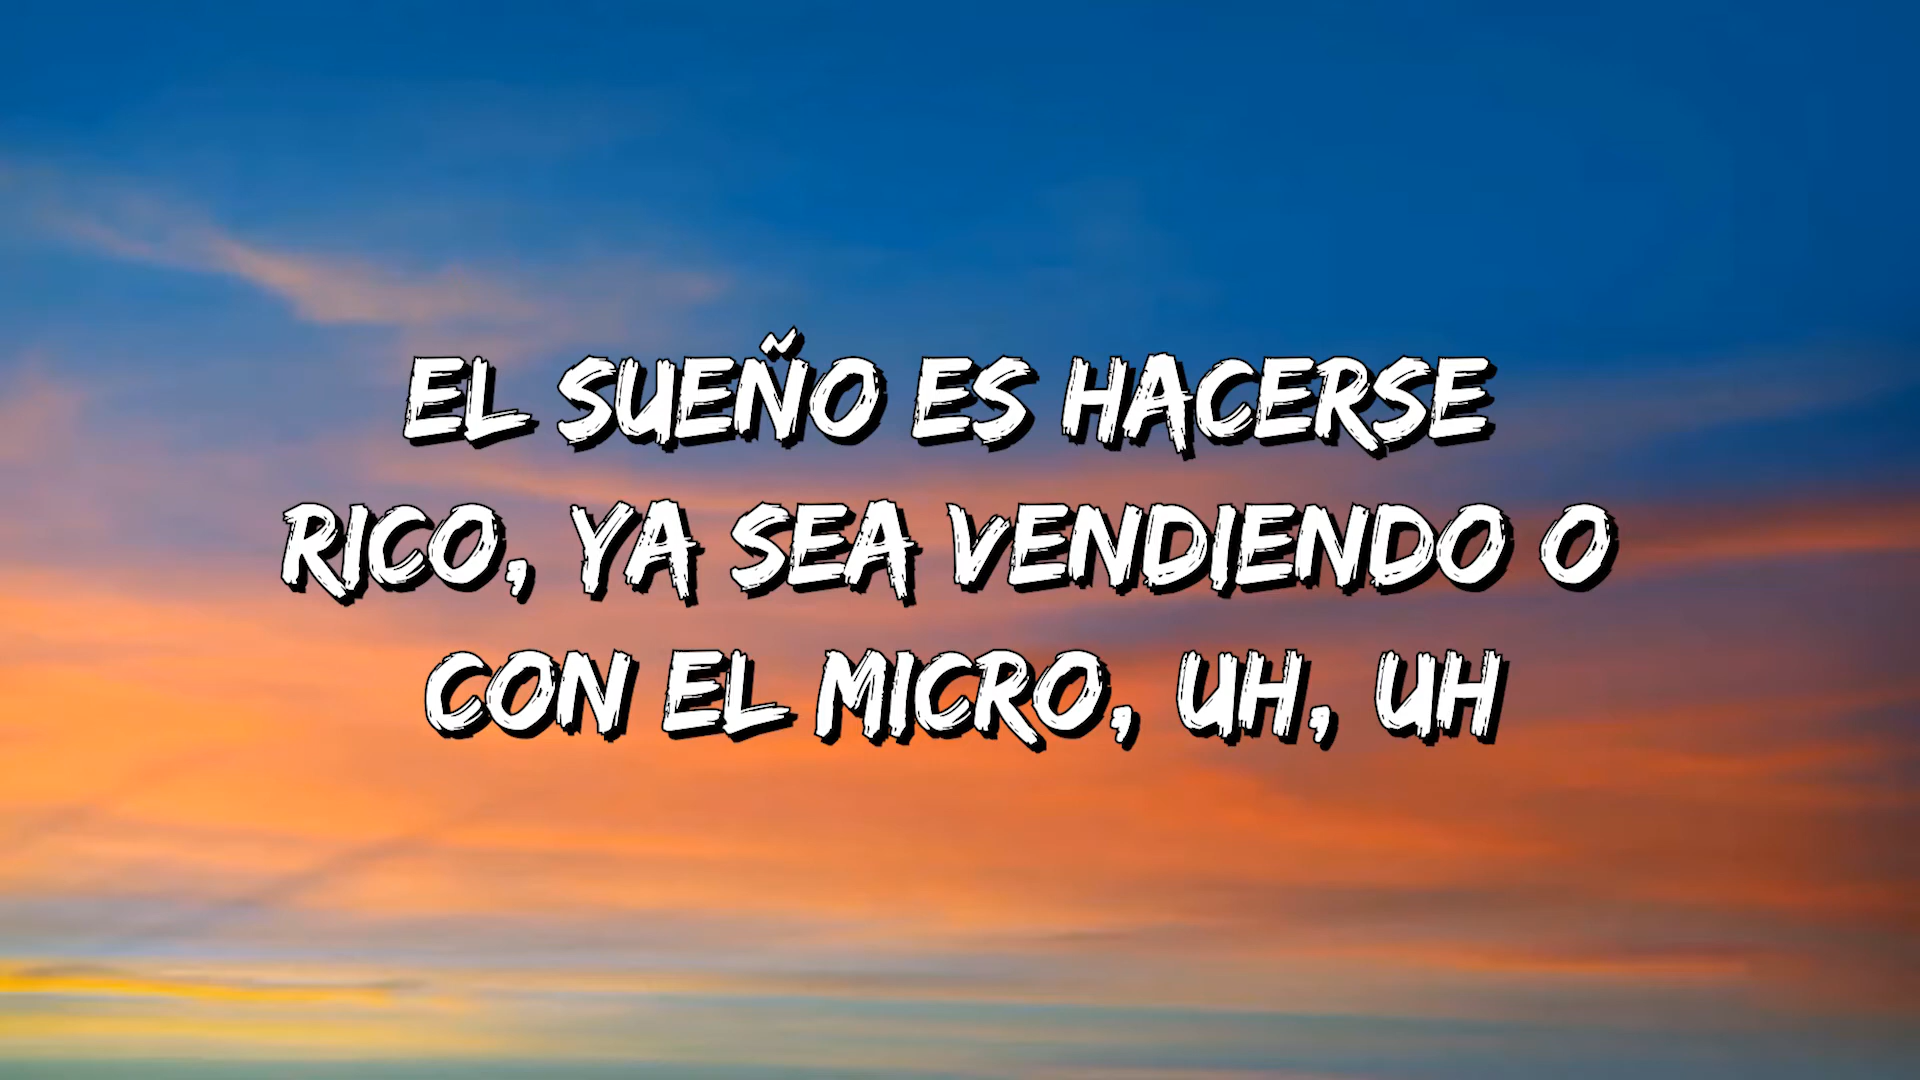 EL SUEÑO ES HACERSE
RICO, YA SEA VENDIENDO O
CON EL MICRO, UH, UH